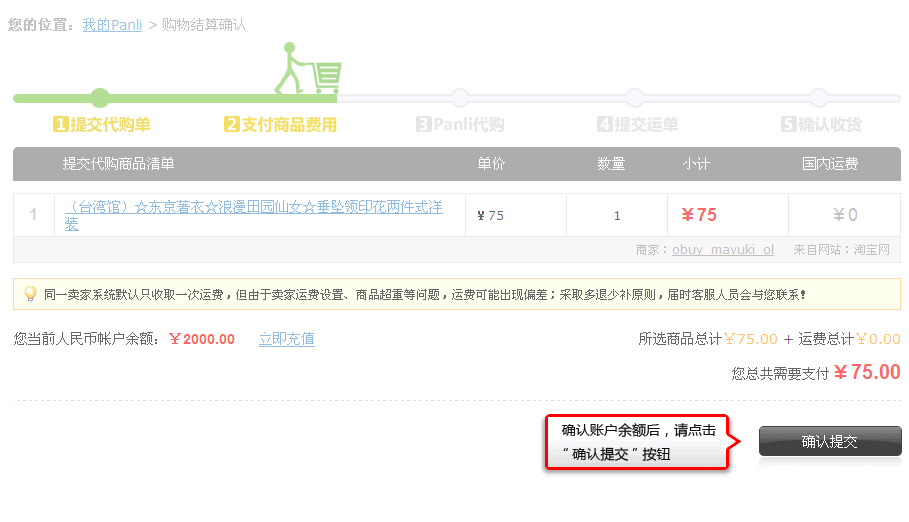 您的位置：我的Panli > 购物结算确认
1提交代购单 2支付商品费用 3Panli代购 4提交运单 5确认收货
提交代购商品清单 单价 数量 小计 国内运费
1 （台湾馆）☆东京著衣☆浪漫田园仙女☆垂坠领印花两件式洋 ¥ 75 1 ¥75 ¥0
装
商家：obuy_mayuki_ol 来自网站：淘宝网
同一卖家系统默认只收取一次运费，但由于卖家运费设置、商品超重等问题，运费可能出现偏差；采取多退少补原则，届时客服人员会与您联系！
您当前人民币帐户余额：￥2000.00 立即充值 所选商品总计￥75.00 + 运费总计￥0.00
您总共需要支付￥75.00
确认账户余额后，请点击
“确认提交”按钮
确认提交